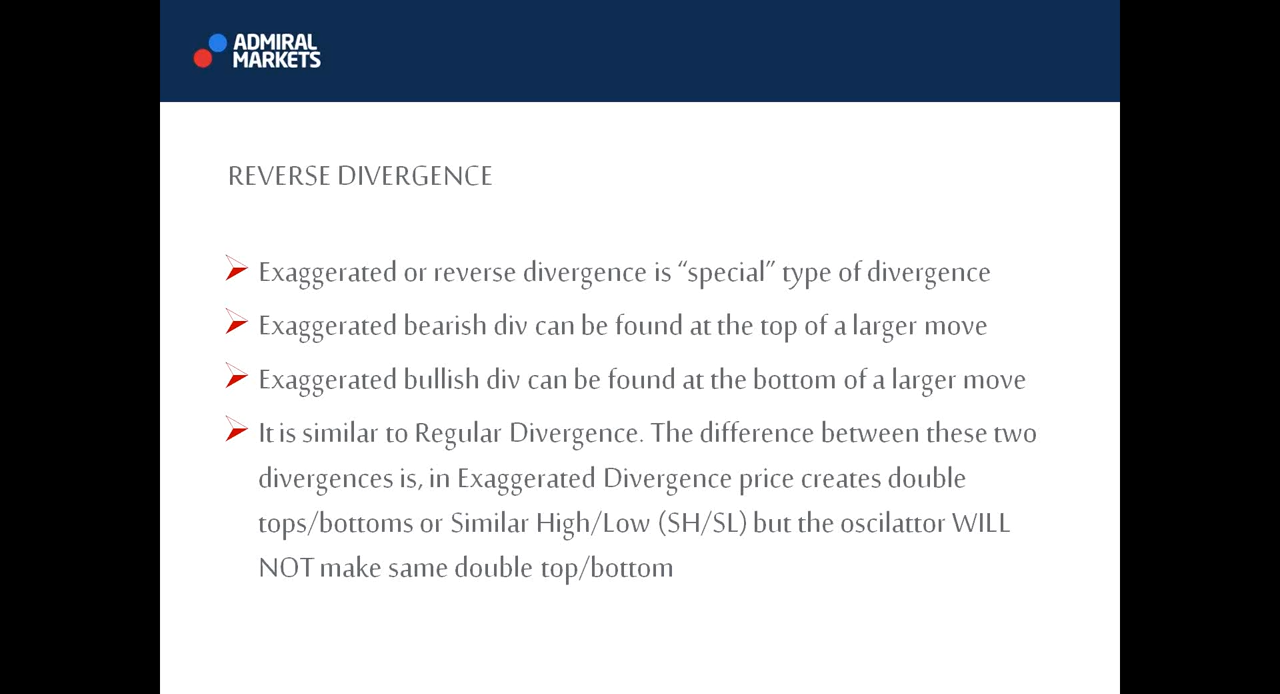 ADMIRAL
MARKETS
REVERSE DIVERGENCE
Exaggerated or reverse divergence is “special” type of divergence
Exaggerated bearish div can be found at the top of a larger move
Exaggerated bullish div can be found at the bottom of a larger move
It is similar to Regular Divergence. The difference between these two
divergences is, in Exaggerated Divergence price creates double
tops/bottoms or Similar High/Low (SH/SL) but the oscilattor WILL
NOT make same double top/bottom